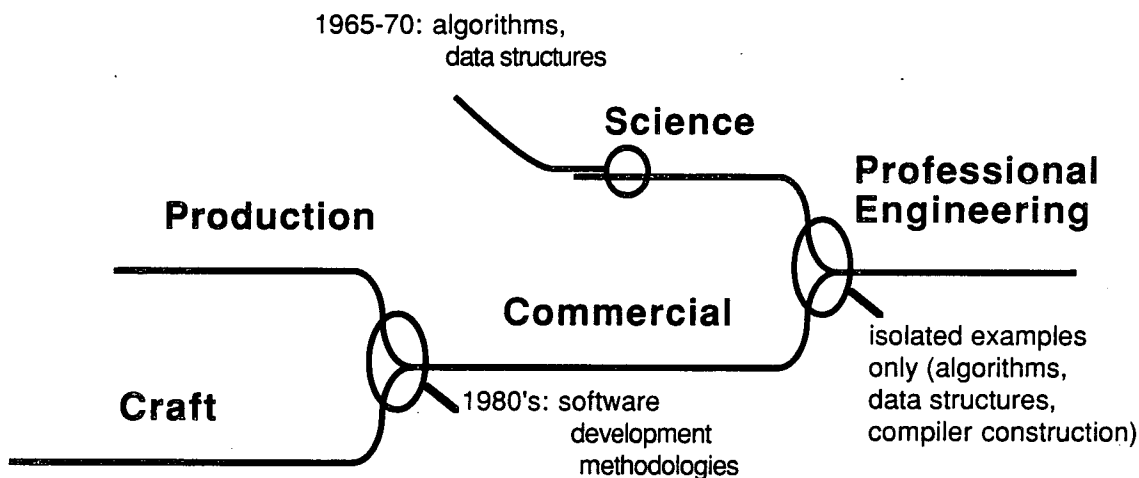 1965-70: algorithms,
data structures
Science
Professional
Engineering
Production
Commercial
isolated examples
only (algorithms,
data structures,
compiler construction)
Craft
1980's: software
development
methodologies